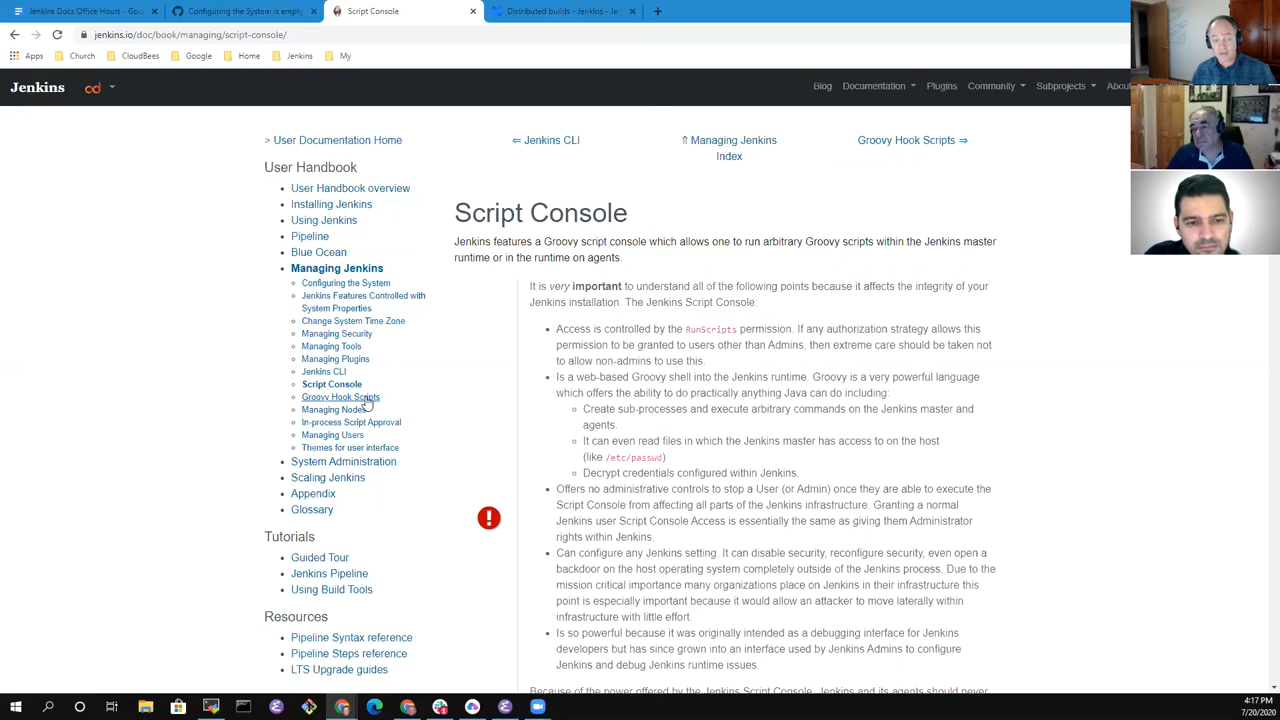 Jenkins Docs Office Hours - Goo
Configuring the System is empty
Script Console
Distributed builds - Jenkins - Je
jenkins.io/doc/book/managing/script-console/
Apps
Church
CloudBees
Google
Home
Jenkins
My
Jenkins
cd
Blog
Documentation
Plugins
Community
Subprojects
About
> User Documentation Home
⇐ Jenkins CLI
⇑ Managing Jenkins
Index
Groovy Hook Scripts ⇒
User Handbook
User Handbook overview
Installing Jenkins
Using Jenkins
Pipeline
Blue Ocean
Managing Jenkins
Configuring the System
Jenkins Features Controlled with
System Properties
Change System Time Zone
Managing Security
Managing Tools
Managing Plugins
Jenkins CLI
Script Console
Groovy Hook Scripts
Managing Nodes
In-process Script Approval
Managing Users
Themes for user interface
System Administration
Scaling Jenkins
Appendix
Glossary
Tutorials
Guided Tour
Jenkins Pipeline
Using Build Tools
Resources
Pipeline Syntax reference
Pipeline Steps reference
LTS Upgrade guides
Script Console
Jenkins features a Groovy script console which allows one to run arbitrary Groovy scripts within the Jenkins master
runtime or in the runtime on agents.
It is very important to understand all of the following points because it affects the integrity of your
Jenkins installation. The Jenkins Script Console:
Access is controlled by the RunScripts permission. If any authorization strategy allows this
permission to be granted to users other than Admins, then extreme care should be taken not
to allow non-admins to use this.
Is a web-based Groovy shell into the Jenkins runtime. Groovy is a very powerful language
which offers the ability to do practically anything Java can do including:
Create sub-processes and execute arbitrary commands on the Jenkins master and
agents.
It can even read files in which the Jenkins master has access to on the host
(like /etc/passwd)
Decrypt credentials configured within Jenkins.
Offers no administrative controls to stop a User (or Admin) once they are able to execute the
Script Console from affecting all parts of the Jenkins infrastructure. Granting a normal
Jenkins user Script Console Access is essentially the same as giving them Administrator
rights within Jenkins.
Can configure any Jenkins setting. It can disable security, reconfigure security, even open a
backdoor on the host operating system completely outside of the Jenkins process. Due to the
mission critical importance many organizations place on Jenkins in their infrastructure this
point is especially important because it would allow an attacker to move laterally within
infrastructure with little effort.
Is so powerful because it was originally intended as a debugging interface for Jenkins
developers but has since grown into an interface used by Jenkins Admins to configure
Jenkins and debug Jenkins runtime issues.
Because of the power offered by the Jenkins Script Console, Jenkins and its agents should never
4:17 PM
7/20/2020